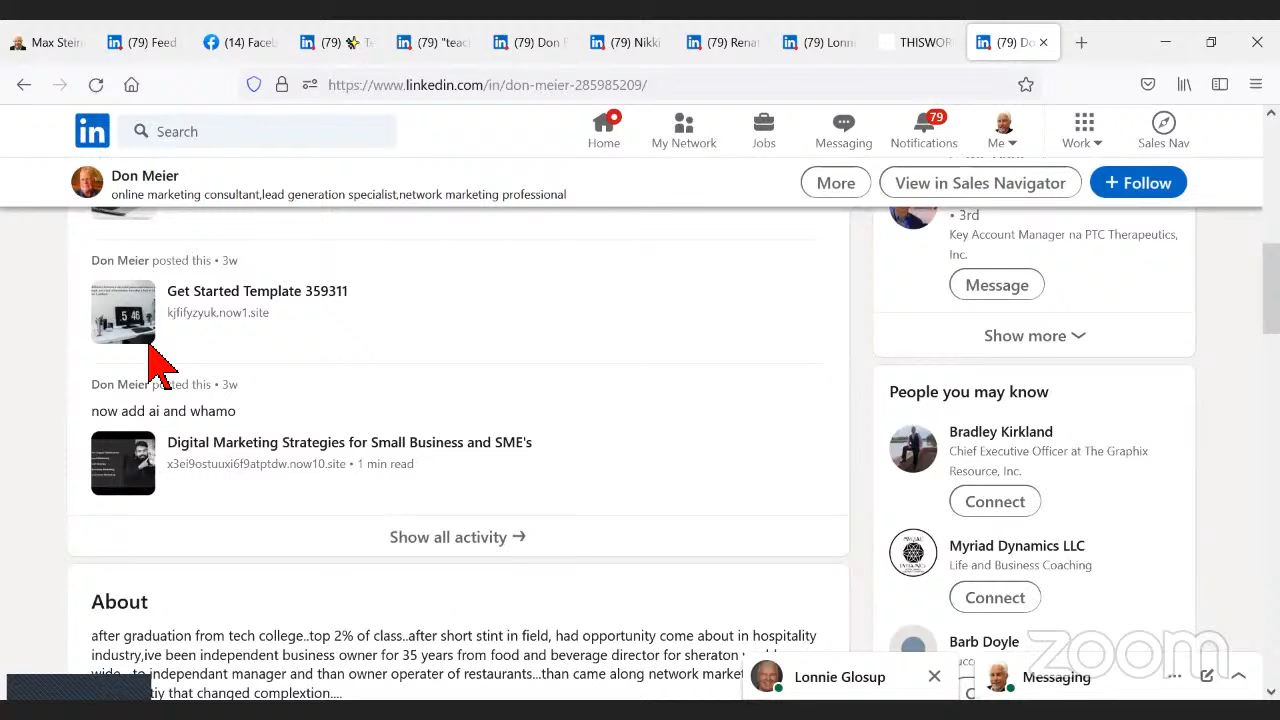 Max Stein
(79) Feed
(14) Faceb
(79)
(79) "teac
(79) Don
(79) Nikki
(79) Rena
(79) Lonn
THISWOR
(79) Do
https://www.linkedin.com/in/don-meier-285985209/
in
Search
Home
My Network
Jobs
Messaging
79
Notifications
Me
Work
Sales Nav
Don Meier
online marketing consultant,lead generation specialist,network marketing professional
More
View in Sales Navigator
+ Follow
Don Meier posted this • 3w
Get Started Template 359311
kjfifyzyuk.now1.site
5 46
Don Meier posted this • 3w
now add ai and whamo
Digital Marketing Strategies for Small Business and SME's
x3ei9ostuuxi6f9atptdw.now10.site • 1 min read
Show all activity →
About
after graduation from tech college..top 2% of class..after short stint in field, had opportunity come about in hospitality
industry,ive been independent business owner for 35 years from food and beverage director for sheraton
to independent manager and than owner operator of restaurants...than came along network
that changed complextion....
• 3rd
Key Account Manager na PTC Therapeutics,
Inc.
Message
Show more
People you may know
Bradley Kirkland
Chief Executive Officer at The Graphix
Resource, Inc.
Connect
Myriad Dynamics LLC
Life and Business Coaching
Connect
Barb Doyle
zoom
Lonnie Glosup
Messaging